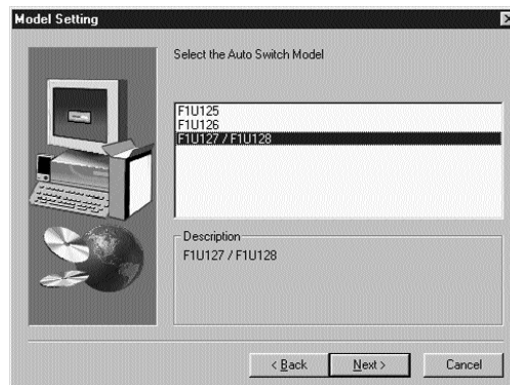 Model Setting
Select the Auto Switch Model
F1U125
F1U126
F1U127 / F1U128
Description
F1U127 / F1U128
< Back
Next >
Cancel